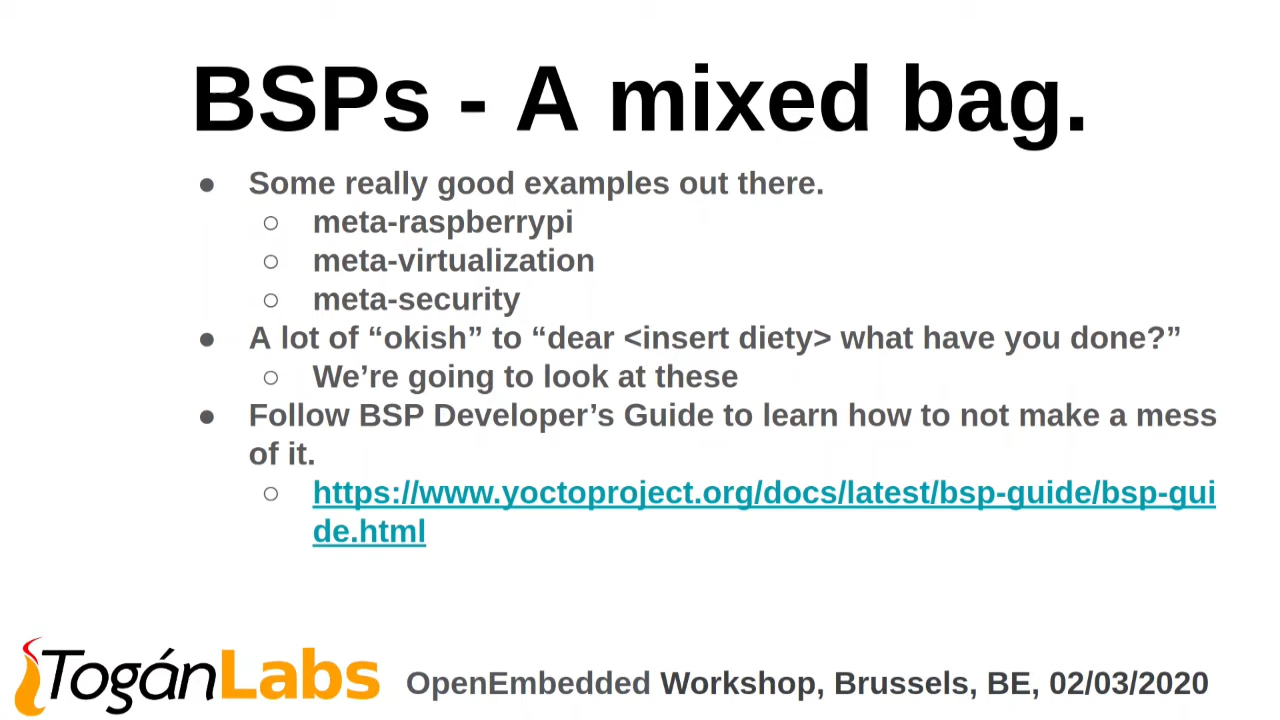 BSPs - A mixed bag.
● Some really good examples out there.
○ meta-raspberrypi
○ meta-virtualization
○ meta-security
● A lot of “okish” to “dear <insert diety> what have you done?”
○ We’re going to look at these
● Follow BSP Developer’s Guide to learn how to not make a mess
of it.
○ https://www.yoctoproject.org/docs/latest/bsp-guide/bsp-gui
de.html
TogánLabs
OpenEmbedded Workshop, Brussels, BE, 02/03/2020